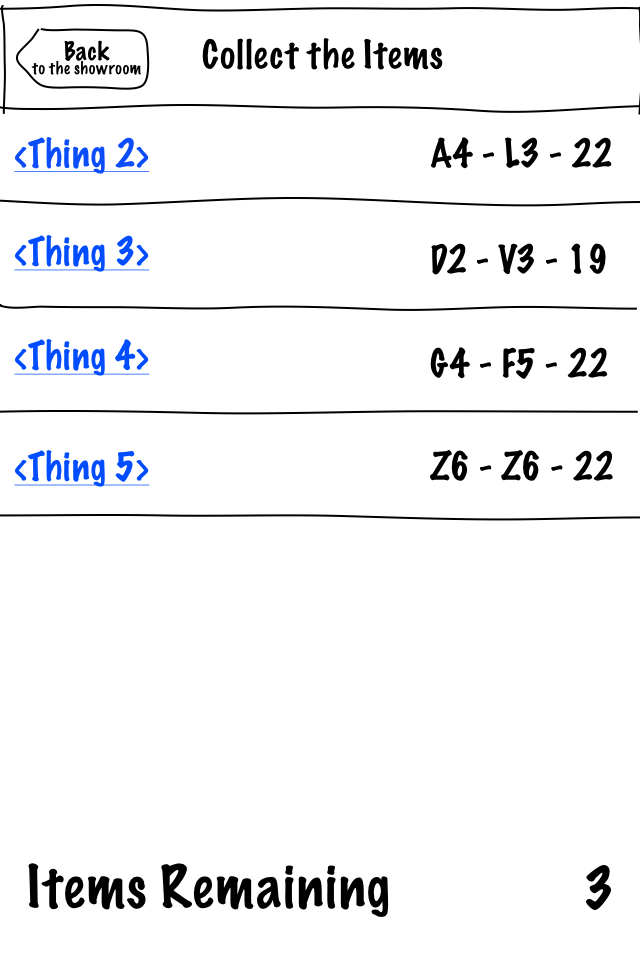 Back
to the showroom
Collect the Items
<Thing 2> A4 - L3 - 22
<Thing 3> D2 - V3 - 19
<Thing 4> G4 - F5 - 22
<Thing 5> Z6 - Z6 - 22
Items Remaining 3